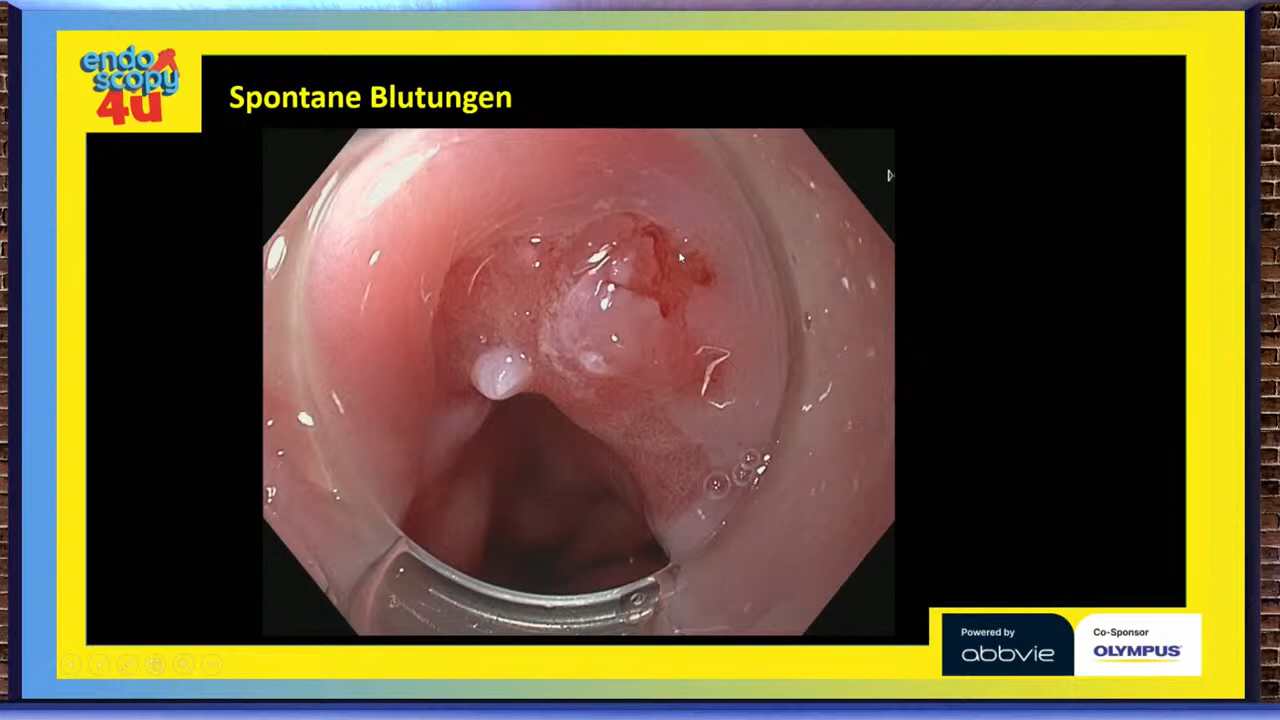 endo
scopy
4u
Spontane Blutungen
Powered by
abbvie
Co-Sponsor
OLYMPUS